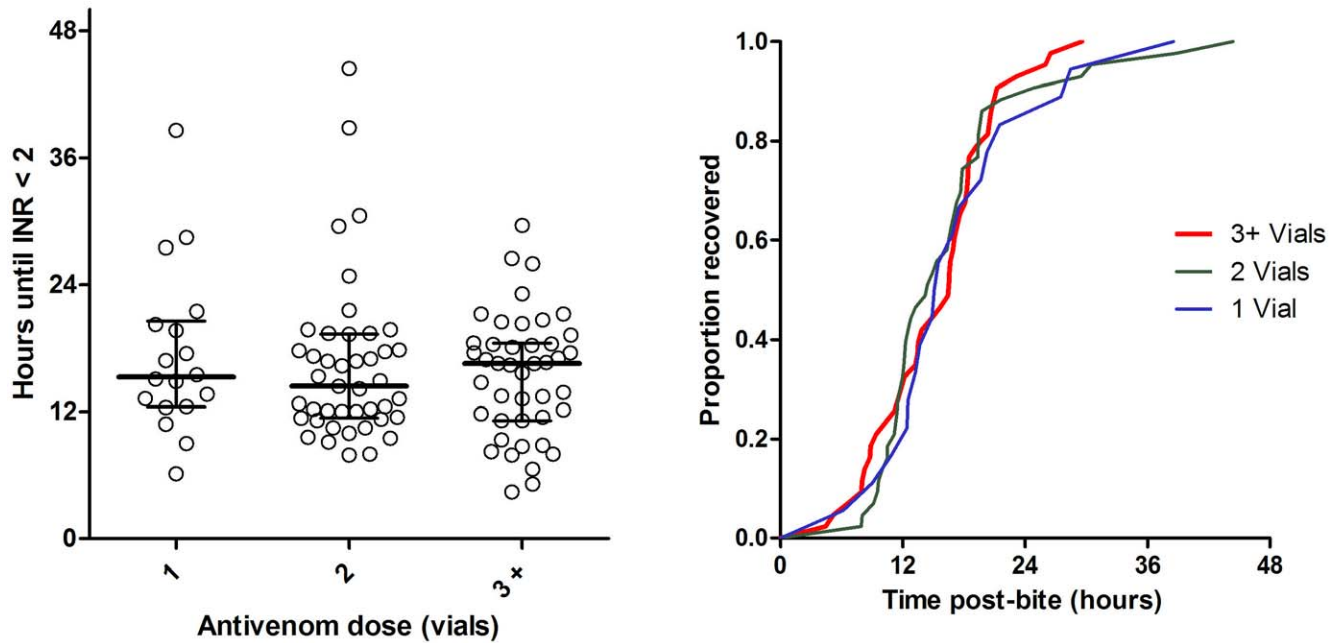 Hours until INR < 2
48
36
24
12
0
1
2
3 +
Antivenom dose (vials)
Proportion recovered
1.0
0.8
0.6
0.4
0.2
0.0
0
12
24
36
48
Time post-bite (hours)
3+ Vials
2 Vials
1 Vial